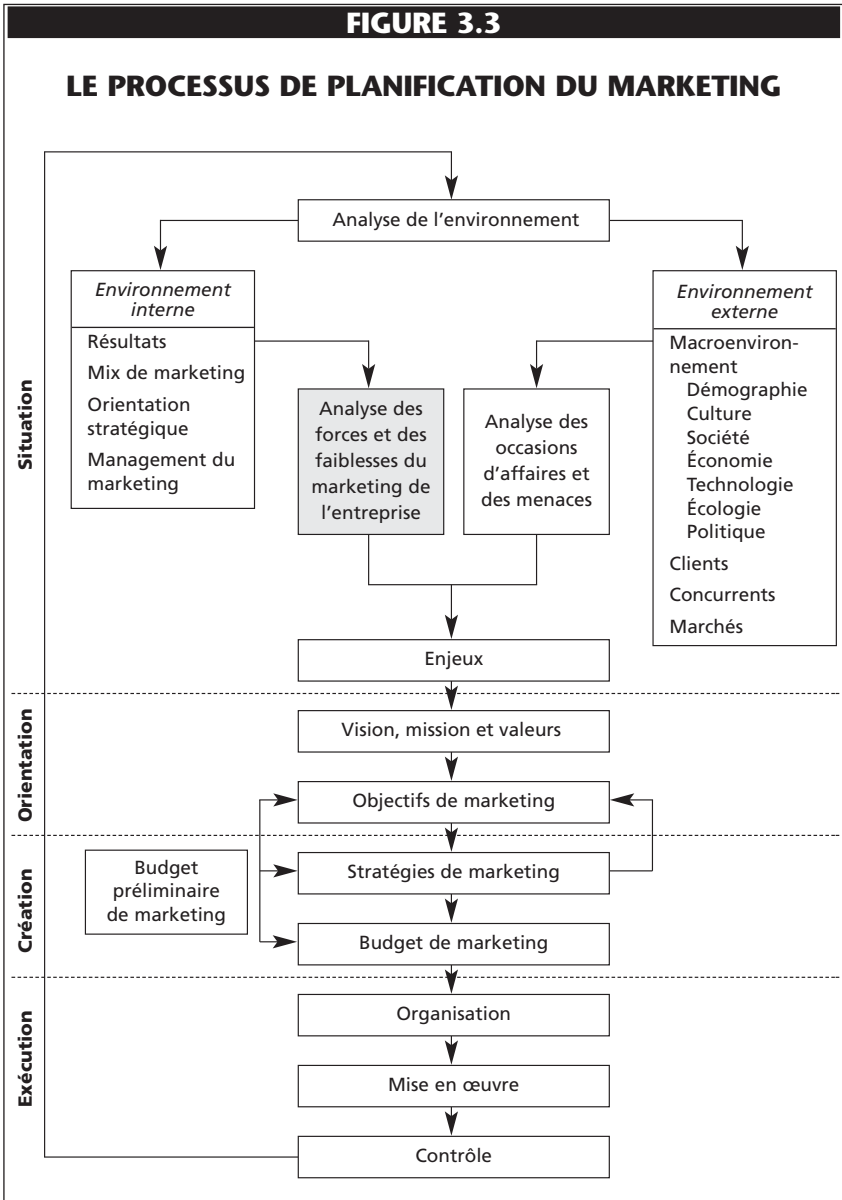 FIGURE 3.3
LE PROCESSUS DE PLANIFICATION DU MARKETING
Situation
Analyse de l'environnement
Environnement
interne
Résultats
Mix de marketing
Orientation
stratégique
Management du
marketing
Analyse des
forces et des
faiblesses du
marketing de
l'entreprise
Analyse des
occasions
d'affaires et
des menaces
Environnement
externe
Macroenviron-
nement
Démographie
Culture
Société
Économie
Technologie
Écologie
Politique
Clients
Concurrents
Marchés
Enjeux
Orientation
Vision, mission et valeurs
Objectifs de marketing
Création
Budget
préliminaire
de marketing
Stratégies de marketing
Budget de marketing
Exécution
Organisation
Mise en œuvre
Contrôle